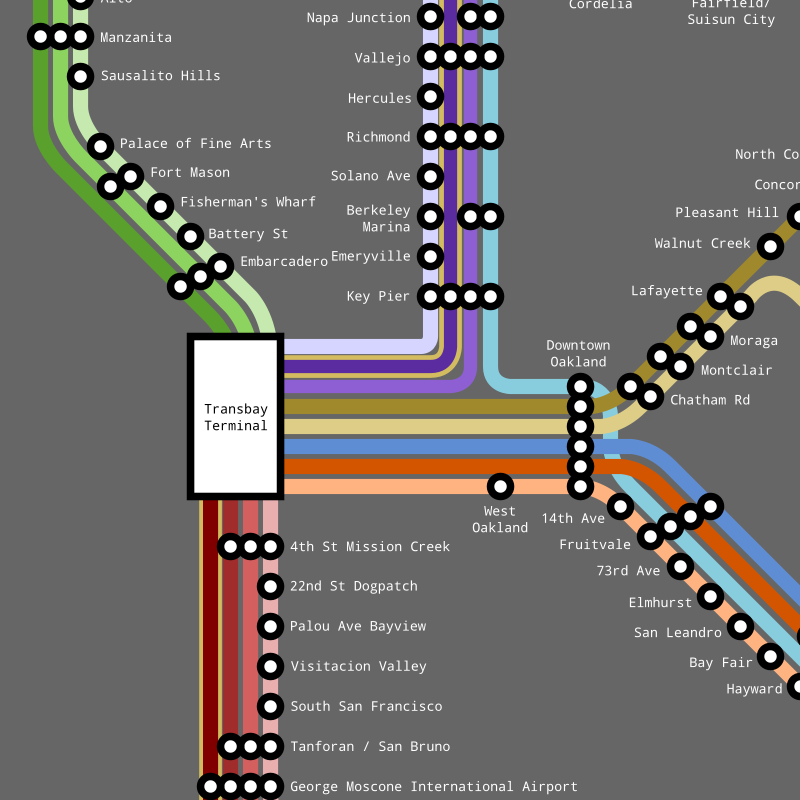 Alto
Cordelia
Fairfield/
Suisun City
Napa Junction
Manzanita
Vallejo
Sausalito Hills
Hercules
Richmond
Palace of Fine Arts
North Co
Fort Mason
Solano Ave
Concor
Fisherman's Wharf
Berkeley
Marina
Pleasant Hill
Battery St
Walnut Creek
Embarcadero
Emeryville
Key Pier
Lafayette
Moraga
Downtown
Oakland
Montclair
Chatham Rd
Transbay
Terminal
West
Oakland
14th Ave
Fruitvale
4th St Mission Creek
73rd Ave
22nd St Dogpatch
Elmhurst
Palou Ave Bayview
San Leandro
Visitacion Valley
Bay Fair
Hayward
South San Francisco
Tanforan / San Bruno
George Moscone International Airport